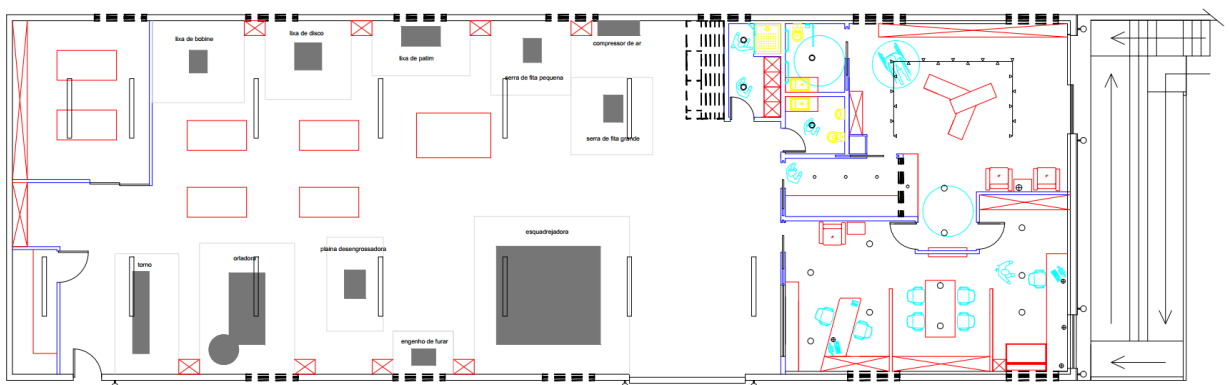 lixa de bobine
lixa de disco
lixa de patim
serra de fita pequena
compressor de ar
serra de fita grande
torno
orladora
plaina desengrossadora
esquadrejadora
engenho de furar